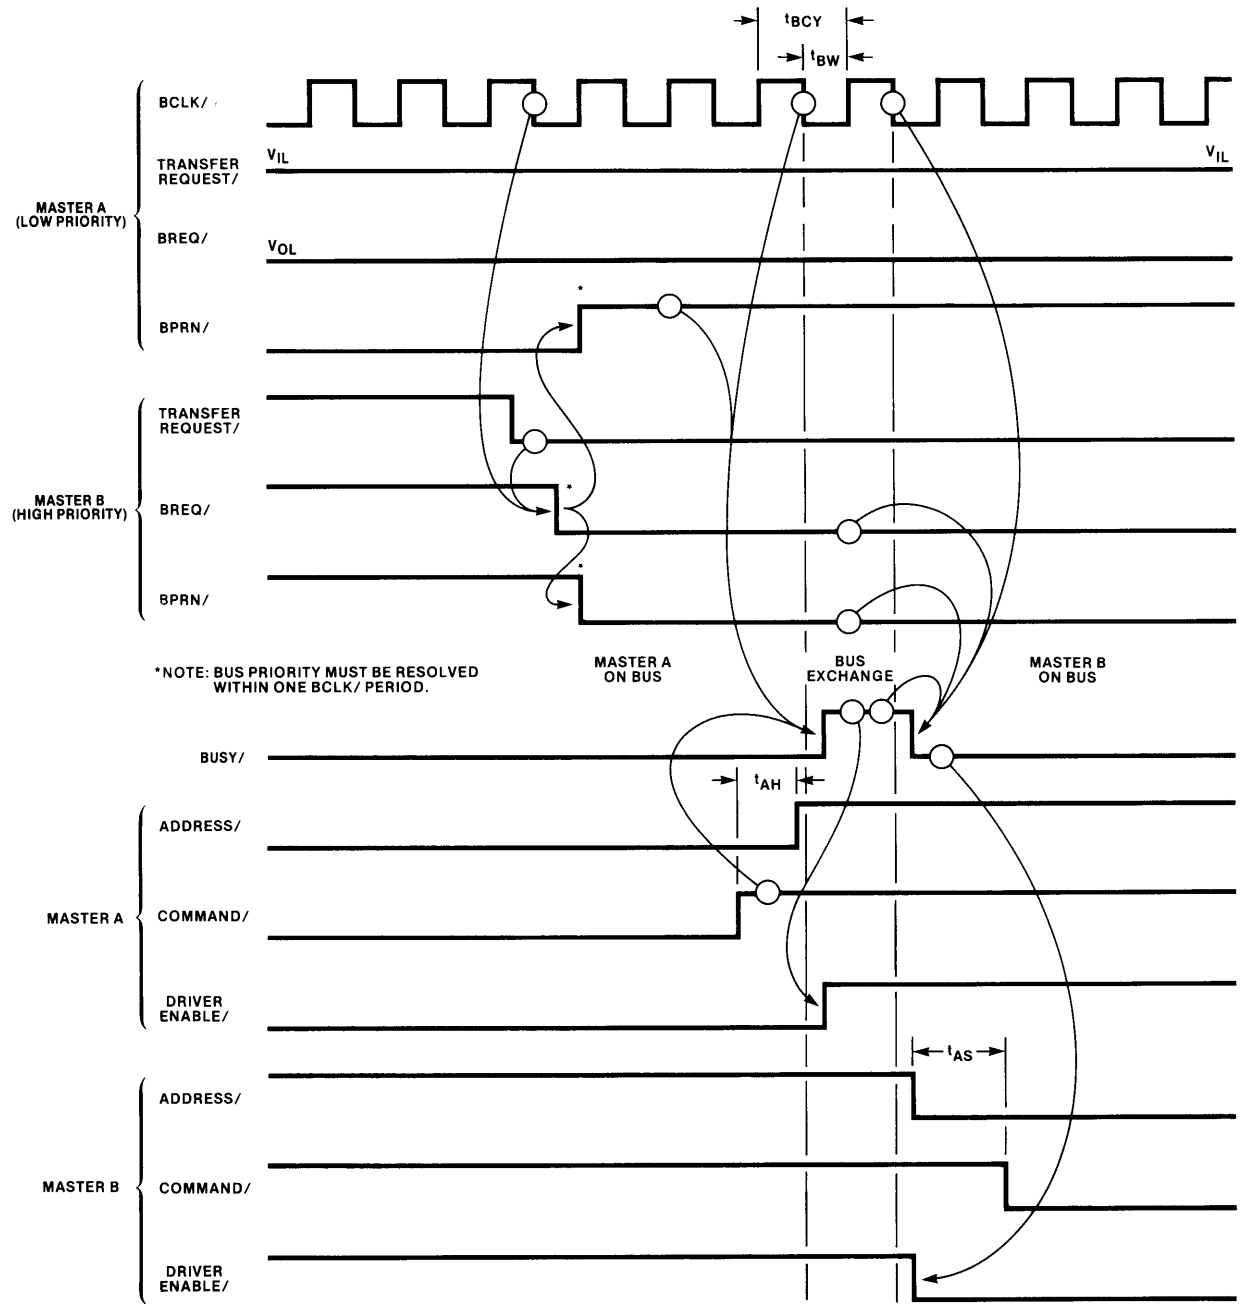 tBCY
tBW
BCLK/
VIL
VIL
TRANSFER
REQUEST/
MASTER A
(LOW PRIORITY)
BREQ/
VOL
*
BPRN/
TRANSFER
REQUEST/
MASTER B
(HIGH PRIORITY)
BREQ/
*
*
BPRN/
*NOTE: BUS PRIORITY MUST BE RESOLVED
WITHIN ONE BCLK/ PERIOD.
MASTER A
ON BUS
BUS
EXCHANGE
MASTER B
ON BUS
BUSY/
tAH
ADDRESS/
MASTER A
COMMAND/
DRIVER
ENABLE/
tAS
ADDRESS/
MASTER B
COMMAND/
DRIVER
ENABLE/